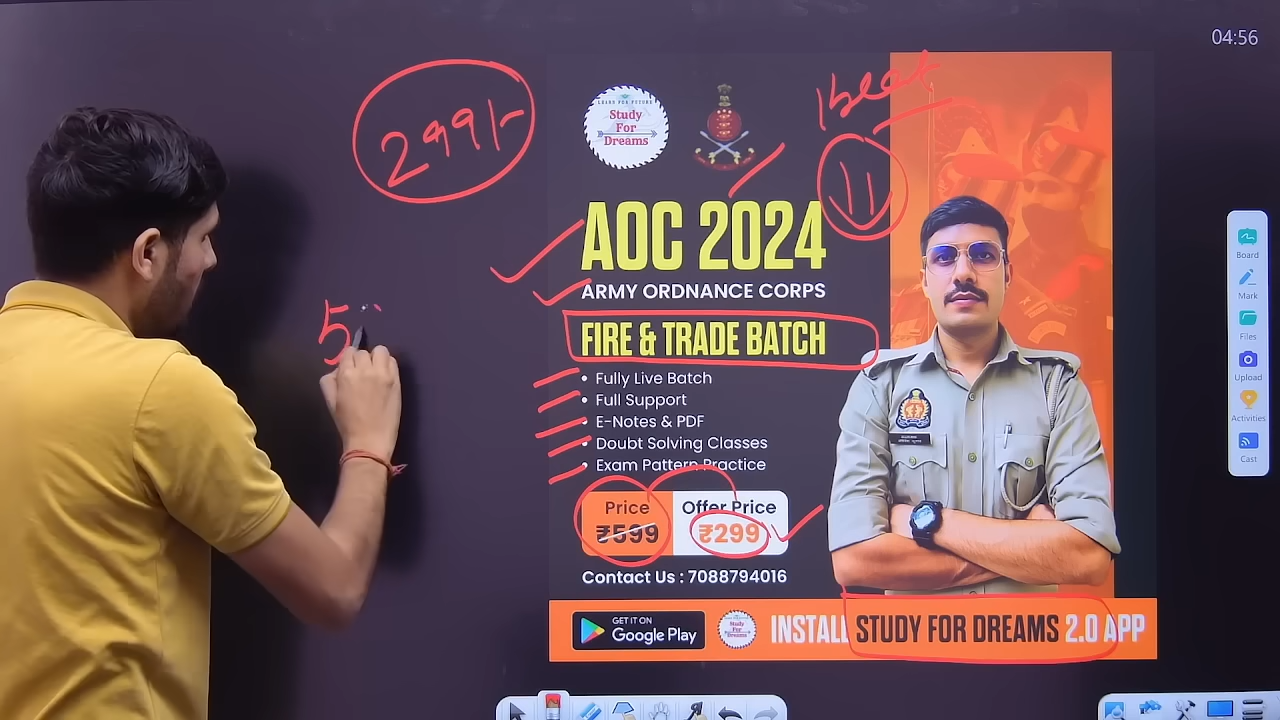 04:56
299/-
LEARN FOR FUTURE
Study
For
Dreams
11
AOC 2024
ARMY ORDNANCE CORPS
FIRE & TRADE BATCH
• Fully Live Batch
• Full Support
• E-Notes & PDF
• Doubt Solving Classes
• Exam Pattern Practice
Price Offer Price
₹599 ₹299
Contact Us : 7088794016
GET IT ON
Google Play
Study
For
Dreams
INSTALL STUDY FOR DREAMS 2.0 APP
5
Board
Mark
Files
Upload
Activities
Cast